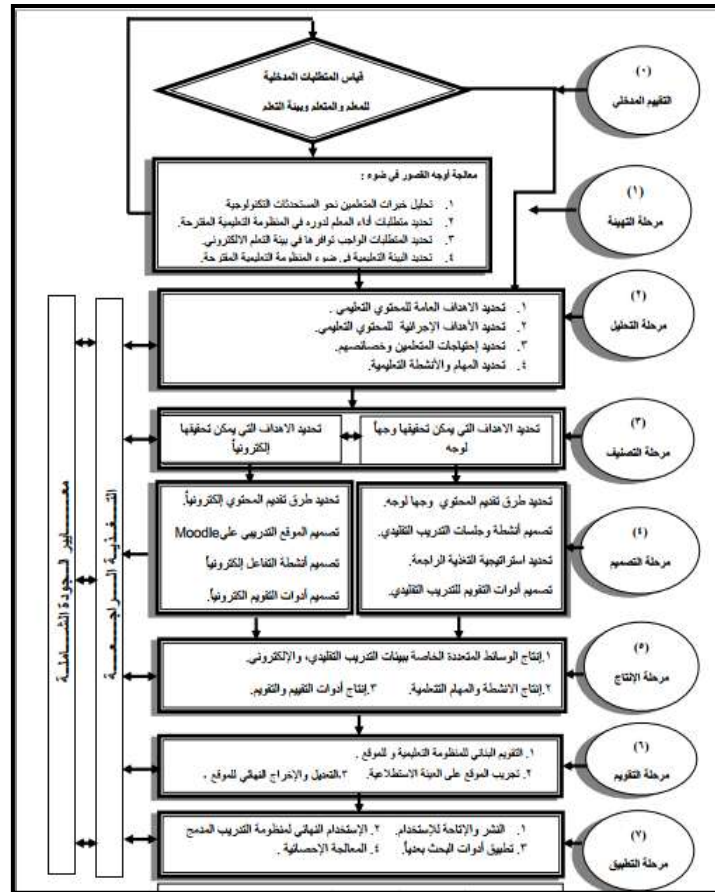 قياس المتطلبات المدخلية
للمعلم والمتعلم وبيئة التعلم
(٠)
التقييم المدخلي
معالجة أوجه القصور في ضوء :
١. تحليل خبرات المتعلمين نحو المستحدثات التكنولوجية
٢. تحديد متطلبات أداء المعلم لدوره في المنظومة التعليمية المقترحة.
٣. تحديد المتطلبات الواجب توافرها في بيئة التعلم الالكتروني.
٤. تحديد البنية التعليمية في ضوء المنظومة التعليمية المقترحة.
(١)
مرحلة التهيئة
١. تحديد الاهداف العامة للمحتوي التعليمي .
٢. تحديد الأهداف الإجرائية للمحتوي التعليمي.
٣. تحديد إحتياجات المتعلمين وخصائصهم.
٤. تحديد المهام والأنشطة التعليمية.
(٢)
مرحلة التحليل
تحديد الاهداف التي يمكن تحقيقها وجهاً
لوجه
تحديد الاهداف التي يمكن تحقيقها
إلكترونياً
(٣)
مرحلة التصنيف
تحديد طرق تقديم المحتوي وجها لوجه.
تصميم أنشطة وجلسات التدريب التقليدي.
تحديد استراتيجية التغذية الراجعة.
تصميم أدوات التقويم للتدريب التقليدي.
تحديد طرق تقديم المحتوي إلكترونياً.
تصميم الموقع التدريبي على Moodle
تصميم أنشطة التفاعل إلكترونياً
تصميم أدوات التقويم الكترونياً.
(٤)
مرحلة التصميم
١.إنتاج الوسائط المتعددة الخاصة ببيئات التدريب التقليدي، والإلكتروني.
٢.إنتاج الانشطة والمهام التتعلمية. ٣.إنتاج أدوات التقييم والتقويم.
(٥)
مرحلة الإنتاج
١. التقويم البنائي للمنظومة التعليمية و للموقع .
٢. تجريب الموقع على العينة الاستطلاعية. ٣.التعديل والإخراج النهائي للموقع .
(٦)
مرحلة التقويم
١. النشر والإتاحة للإستخدام. ٢. الإستخدام النهائي لمنظومة التدريب المدمج
٣. تطبيق أدوات البحث بعدياً. ٤. المعالجة الإحصائية .
(٧)
مرحلة التطبيق
التـغـذيـة الـراجـعـــة
معـــايير الـجودة الشـــاملـة